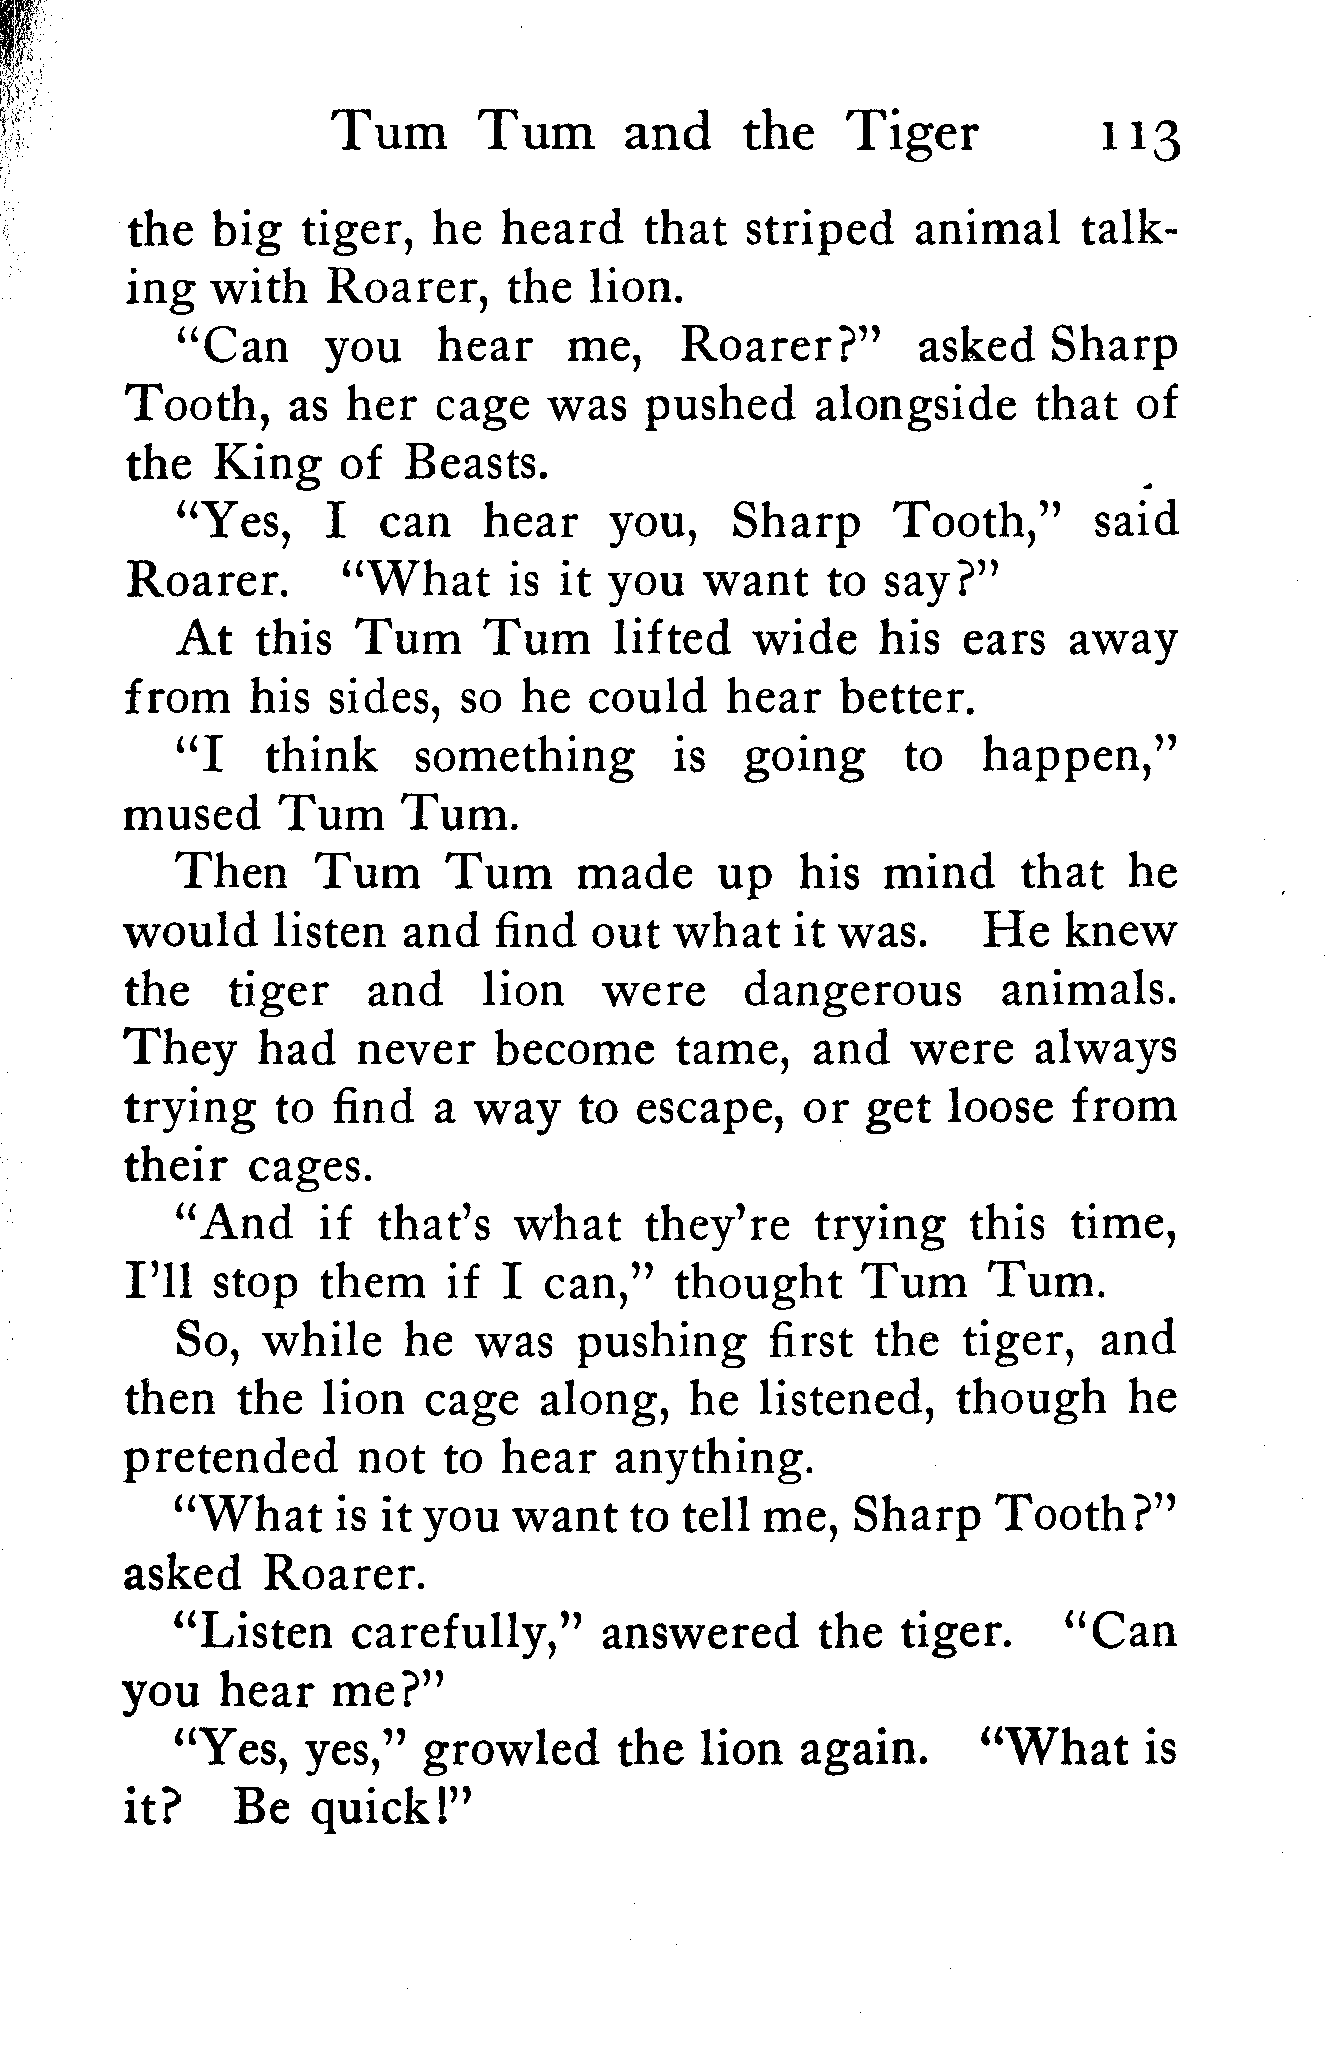 Tum Tum and the Tiger 113
the big tiger, he heard that striped animal talk-
ing with Roarer, the lion.
"Can you hear me, Roarer?" asked Sharp
Tooth, as her cage was pushed alongside that of
the King of Beasts.
"Yes, I can hear you, Sharp Tooth," said
Roarer. "What is it you want to say?"
At this Tum Tum lifted wide his ears away
from his sides, so he could hear better.
"I think something is going to happen,"
mused Tum Tum.
Then Tum Tum made up his mind that he
would listen and find out what it was. He knew
the tiger and lion were dangerous animals.
They had never become tame, and were always
trying to find a way to escape, or get loose from
their cages.
"And if that's what they're trying this time,
I'll stop them if I can," thought Tum Tum.
So, while he was pushing first the tiger, and
then the lion cage along, he listened, though he
pretended not to hear anything.
"What is it you want to tell me, Sharp Tooth?"
asked Roarer.
"Listen carefully," answered the tiger. "Can
you hear me?"
"Yes, yes," growled the lion again. "What is
it? Be quick!"